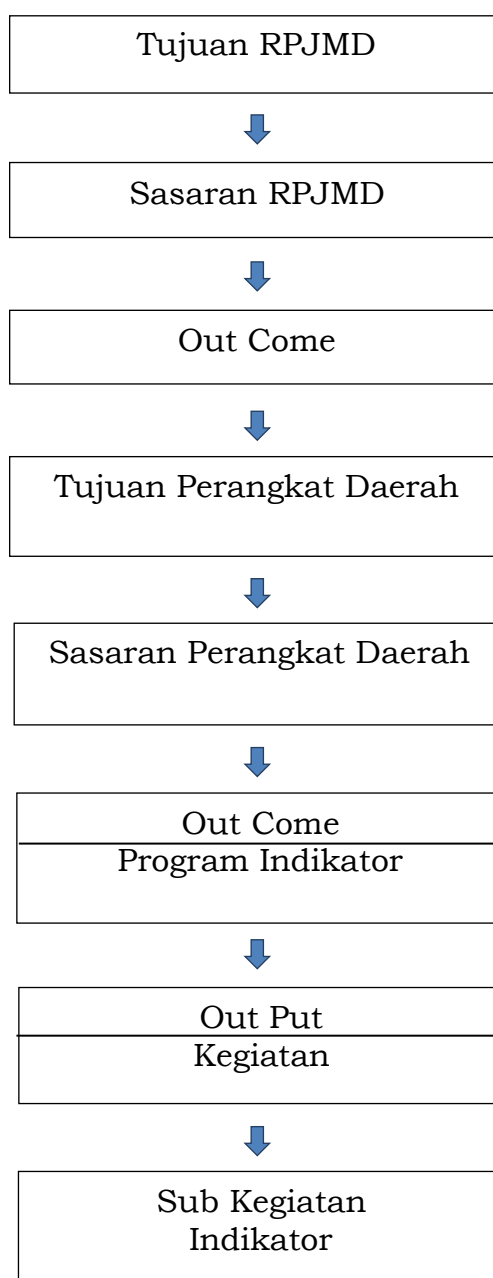 Tujuan RPJMD
Sasaran RPJMD
Out Come
Tujuan Perangkat Daerah
Sasaran Perangkat Daerah
Out Come
Program Indikator
Out Put
Kegiatan
Sub Kegiatan
Indikator